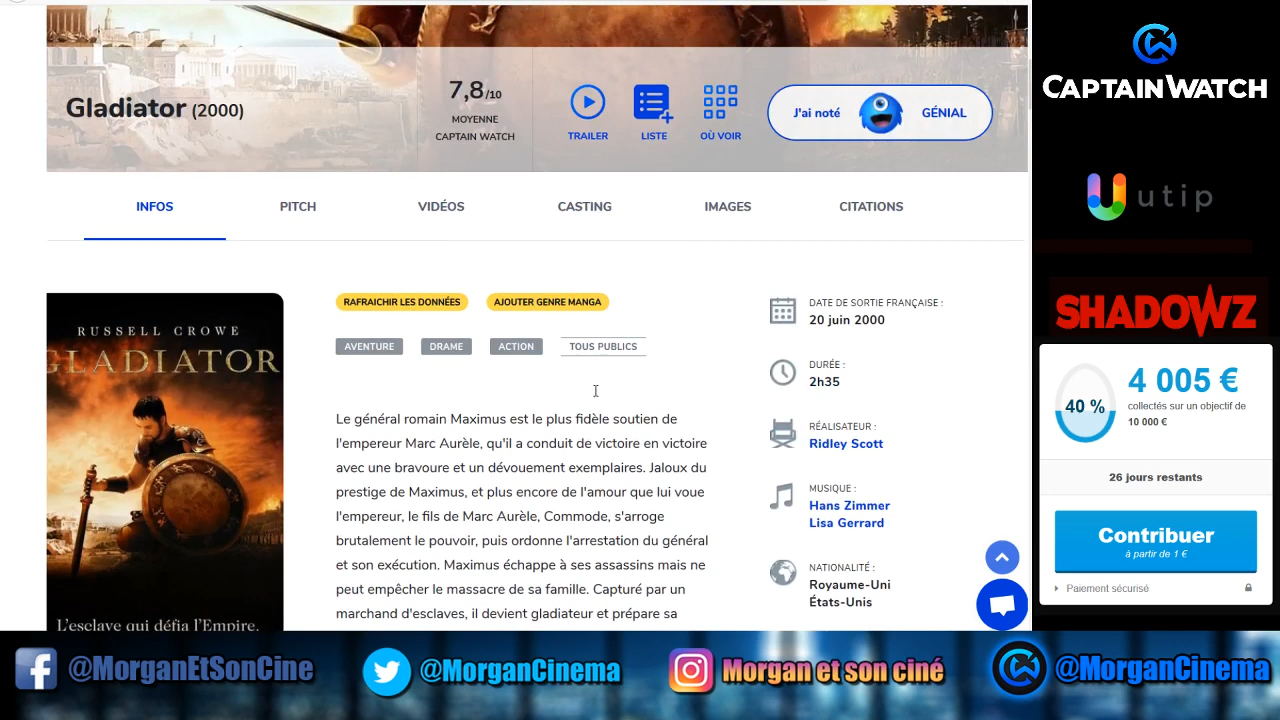 Gladiator (2000)
7,8/10
MOYENNE
CAPTAIN WATCH
TRAILER
LISTE
OÙ VOIR
J'ai noté
GÉNIAL
INFOS
PITCH
VIDÉOS
CASTING
IMAGES
CITATIONS
RUSSELL CROWE
GLADIATOR
L'esclave qui défia l'Empire.
RAFRAICHIR LES DONNÉES
AJOUTER GENRE MANGA
AVENTURE
DRAME
ACTION
TOUS PUBLICS
Le général romain Maximus est le plus fidèle soutien de
l'empereur Marc Aurèle, qu'il a conduit de victoire en victoire
avec une bravoure et un dévouement exemplaires. Jaloux du
prestige de Maximus, et plus encore de l'amour que lui voue
l'empereur, le fils de Marc Aurèle, Commode, s'arroge
brutalement le pouvoir, puis ordonne l'arrestation du général
et son exécution. Maximus échappe à ses assassins mais ne
peut empêcher le massacre de sa famille. Capturé par un
marchand d'esclaves, il devient gladiateur et prépare sa
DATE DE SORTIE FRANÇAISE :
20 juin 2000
DURÉE :
2h35
RÉALISATEUR :
Ridley Scott
MUSIQUE :
Hans Zimmer
Lisa Gerrard
NATIONALITÉ :
Royaume-Uni
États-Unis
CAPTAIN WATCH
utip
SHADOWZ
40 %
4 005 €
collectés sur un objectif de
10 000 €
26 jours restants
Contribuer
à partir de 1 €
Paiement sécurisé
@MorganEtSonCine
@MorganCinema
Morgan et son ciné
@MorganCinema